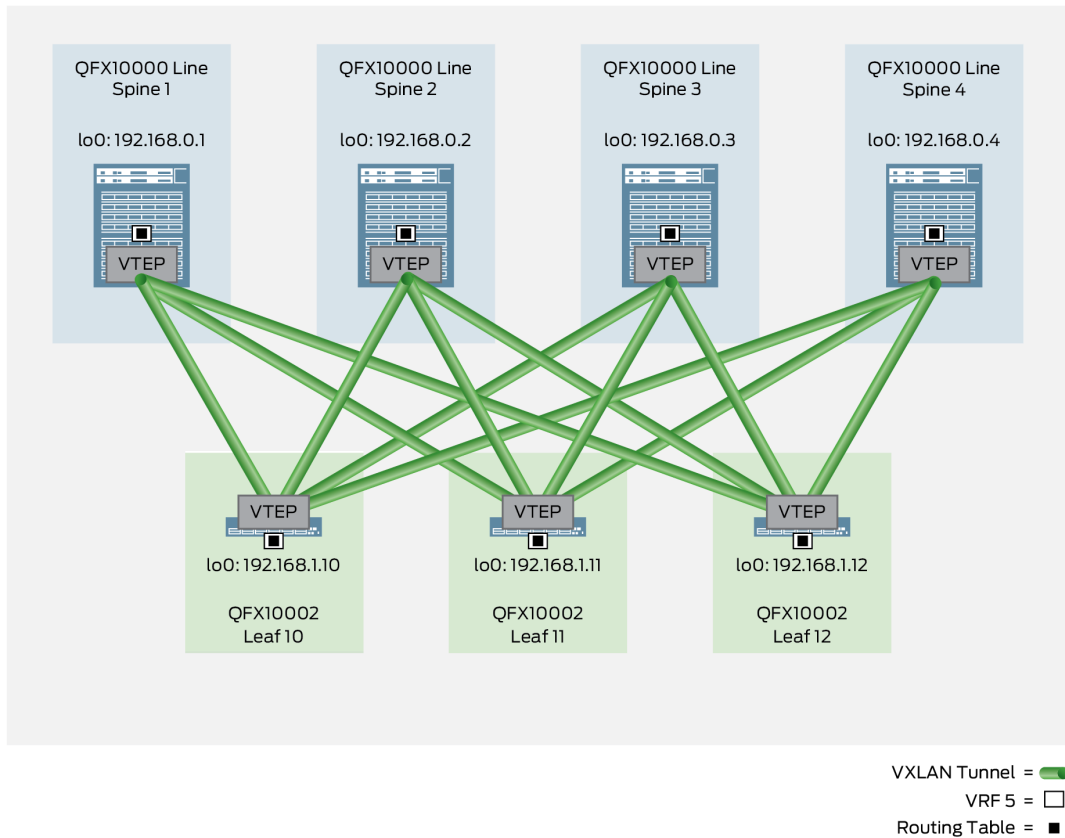 QFX10000 Line
Spine 1
QFX10000 Line
Spine 2
QFX10000 Line
Spine 3
QFX10000 Line
Spine 4
lo0: 192.168.0.1
lo0: 192.168.0.2
lo0: 192.168.0.3
lo0: 192.168.0.4
VTEP
VTEP
VTEP
VTEP
VTEP
VTEP
VTEP
lo0: 192.168.1.10
lo0: 192.168.1.11
lo0: 192.168.1.12
QFX10002
Leaf 10
QFX10002
Leaf 11
QFX10002
Leaf 12
VXLAN Tunnel =
VRF 5 =
Routing Table =